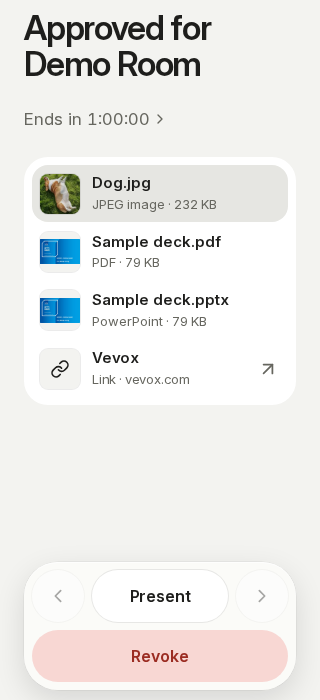 Approved for
Demo Room
Ends in 1:00:00
Dog.jpg
JPEG image · 232 KB
Sample deck.pdf
PDF · 79 KB
Sample deck.pptx
PowerPoint · 79 KB
Vevox
Link · vevox.com
Present
Revoke